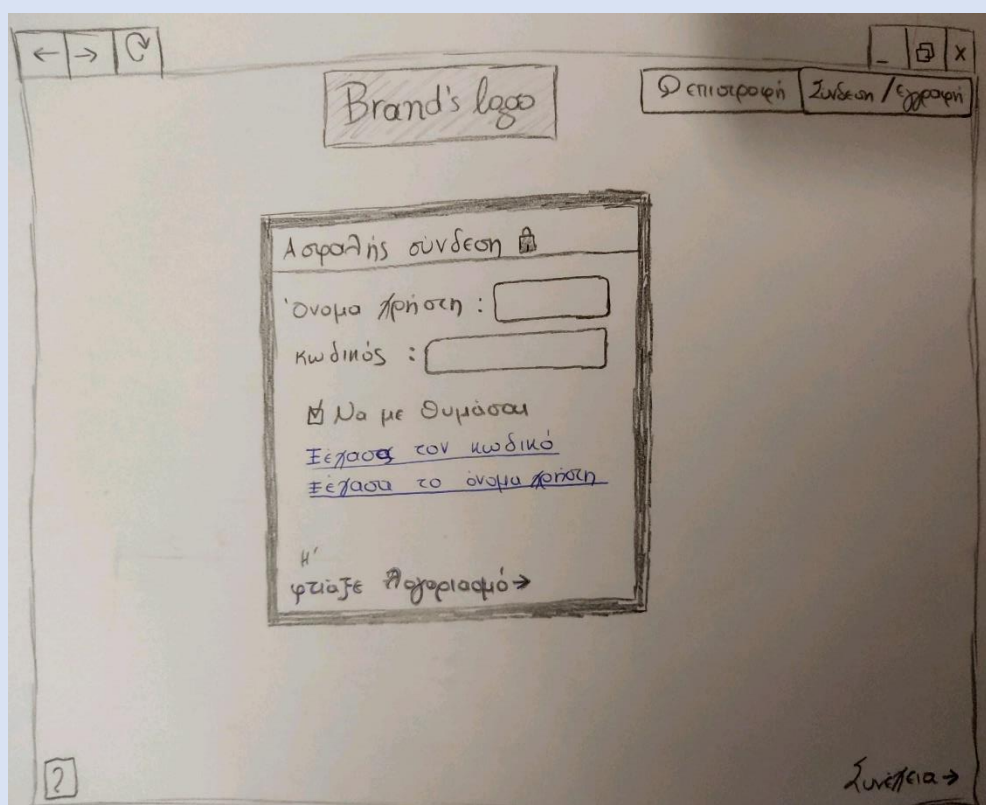 Brand's logo
επιστροφή
Σύνδεση / Εγγραφή
Ασφαλής σύνδεση
Όνομα χρήστη :
κωδικός :
Να με θυμάσαι
Ξέχασα τον κωδικό
Ξέχασα το όνομα χρήστη
Η'
φτιάξε λογαριασμό →
?
Συνέχεια →